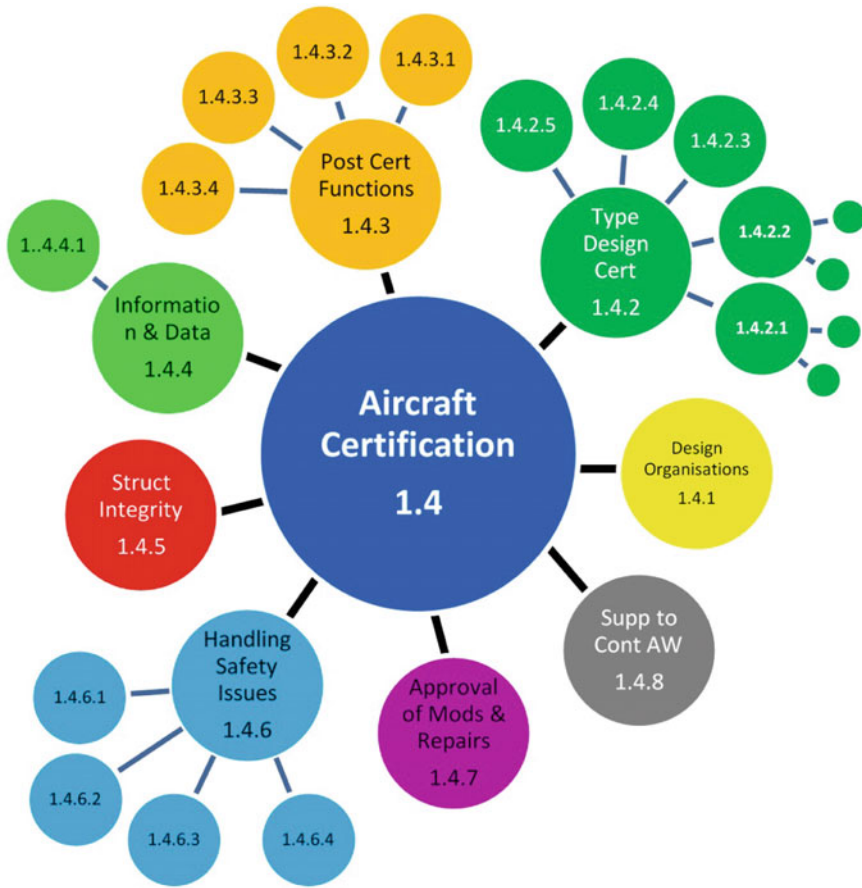 1.4.3.2
1.4.3.1
1.4.3.3
1.4.3.4
Post Cert
Functions
1.4.3
1.4.2.5
1.4.2.4
1.4.2.3
Type
Design
Cert
1.4.2
1.4.2.2
1.4.2.1
1..4.4.1
Informatio
n & Data
1.4.4
Aircraft
Certification
1.4
Design
Organisations
1.4.1
Struct
Integrity
1.4.5
Supp to
Cont AW
1.4.8
Handling
Safety
Issues
1.4.6
Approval
of Mods &
Repairs
1.4.7
1.4.6.1
1.4.6.2
1.4.6.3
1.4.6.4